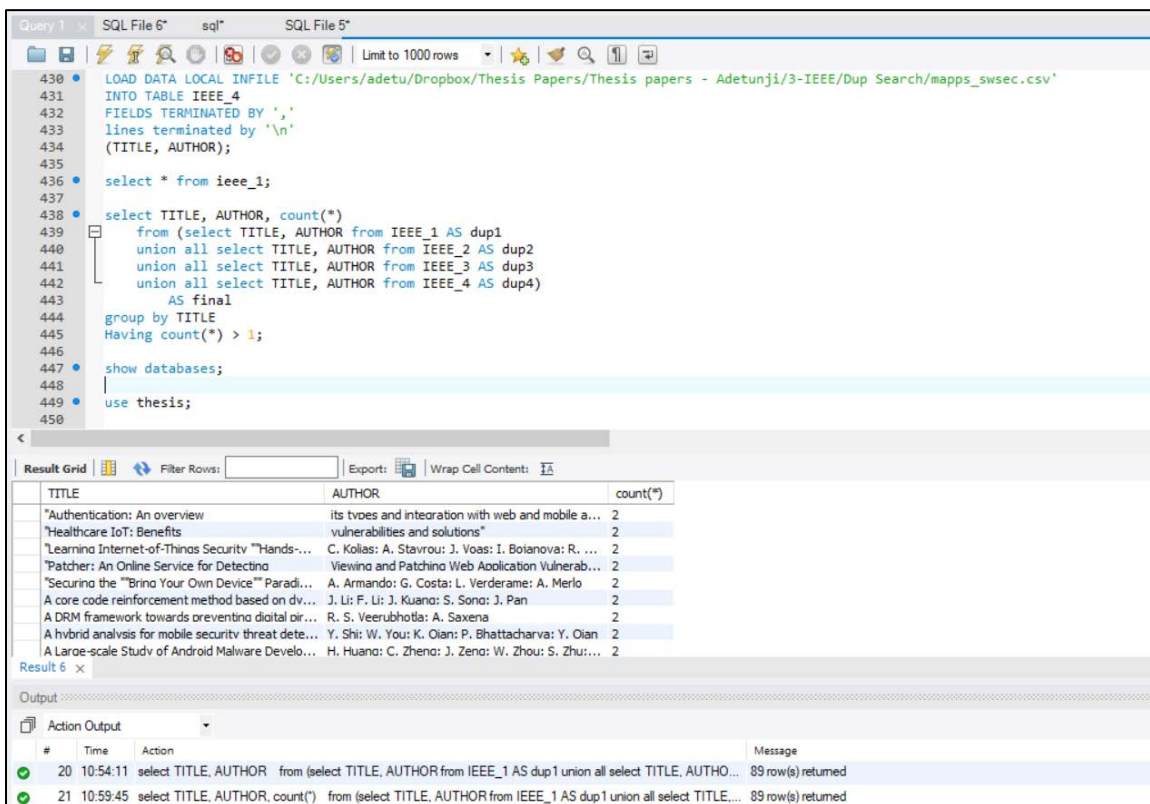 Query 1 × SQL File 6* sql* SQL File 5*
Limit to 1000 rows
430 LOAD DATA LOCAL INFILE 'C:/Users/adetu/Dropbox/Thesis Papers/Thesis papers - Adetunji/3-IEEE/Dup Search/mapps_swsec.csv'
431 INTO TABLE IEEE_4
432 FIELDS TERMINATED BY ','
433 lines terminated by '\n'
434 (TITLE, AUTHOR);
435
436 select * from ieee_1;
437
438 select TITLE, AUTHOR, count(*)
439 from (select TITLE, AUTHOR from IEEE_1 AS dup1
440 union all select TITLE, AUTHOR from IEEE_2 AS dup2
441 union all select TITLE, AUTHOR from IEEE_3 AS dup3
442 union all select TITLE, AUTHOR from IEEE_4 AS dup4)
443 AS final
444 group by TITLE
445 Having count(*) > 1;
446
447 show databases;
448
449 use thesis;
450
Result Grid Filter Rows: Export: Wrap Cell Content:
TITLE AUTHOR count(*)
"Authentication: An overview its types and integration with web and mobile a... 2
"Healthcare IoT: Benefits vulnerabilities and solutions" 2
"Learning Internet-of-Things Security ""Hands-... C. Kolias: A. Stavrou: J. Voas: I. Bojanova: R. ... 2
"Patcher: An Online Service for Detecting Viewing and Patching Web Application Vulnerab... 2
"Securing the ""Bring Your Own Device"" Paradi... A. Armando: G. Costa: L. Verderame: A. Merlo 2
A core code reinforcement method based on dy... J. Li: F. Li: J. Kuang: S. Song: J. Pan 2
A DRM framework towards preventing digital pir... R. S. Veerubhotla: A. Saxena 2
A hybrid analysis for mobile security threat dete... Y. Shi: W. You: K. Qian: P. Bhattacharya: Y. Qian 2
A Large-scale Study of Android Malware Develo... H. Huang: C. Zheng: J. Zeng: W. Zhou: S. Zhu:... 2
Result 6 ×
Output
Action Output
# Time Action Message
20 10:54:11 select TITLE, AUTHOR from (select TITLE, AUTHOR from IEEE_1 AS dup1 union all select TITLE, AUTHO... 89 row(s) returned
21 10:59:45 select TITLE, AUTHOR, count(*) from (select TITLE, AUTHOR from IEEE_1 AS dup1 union all select TITLE,... 89 row(s) returned